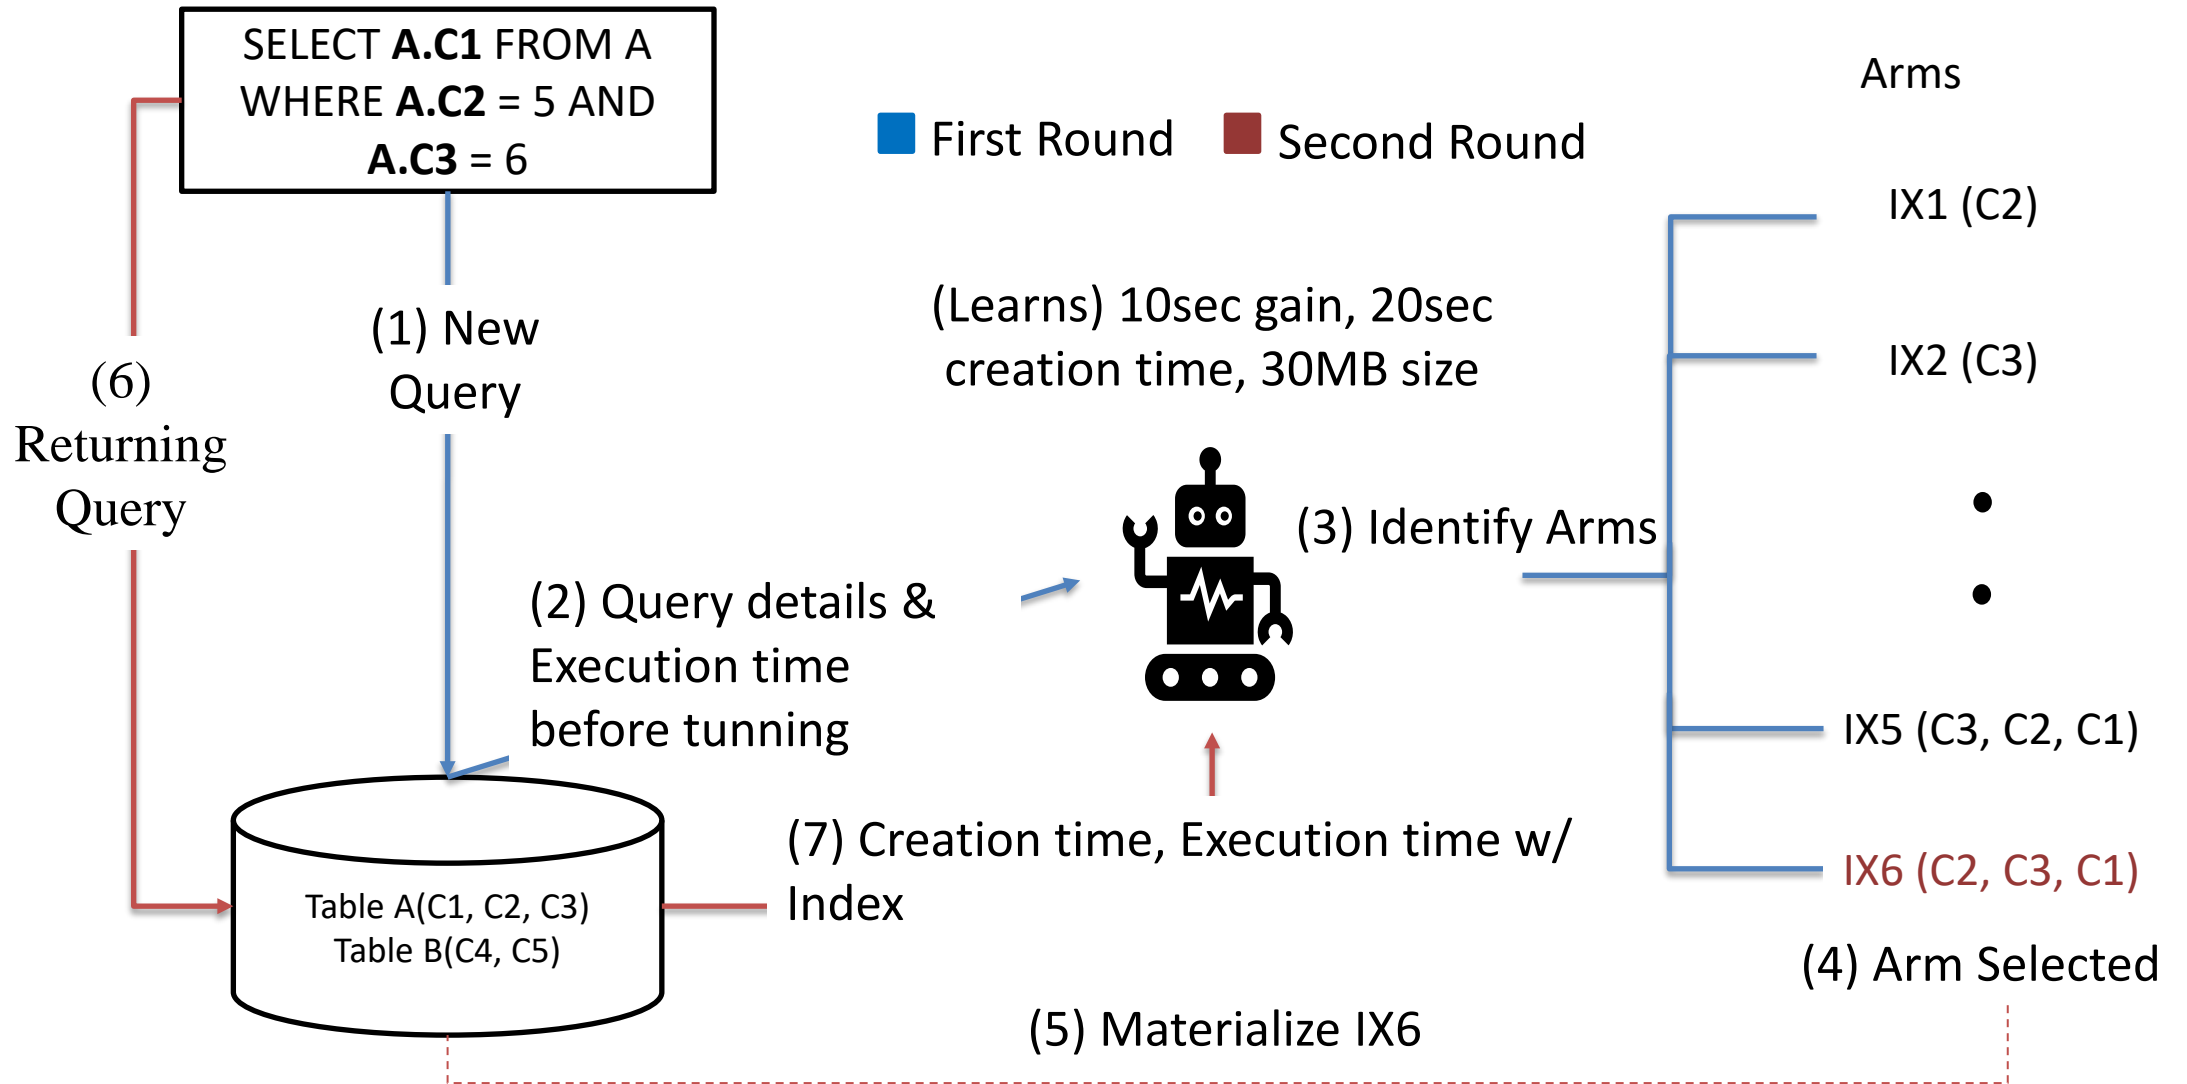 SELECT A.C1 FROM A
WHERE A.C2 = 5 AND
A.C3 = 6
First Round
Second Round
Arms
IX1 (C2)
IX2 (C3)
IX5 (C3, C2, C1)
IX6 (C2, C3, C1)
(1) New
Query
(6)
Returning
Query
(Learns) 10sec gain, 20sec
creation time, 30MB size
(3) Identify Arms
(2) Query details &
Execution time
before tunning
(7) Creation time, Execution time w/
Index
Table A(C1, C2, C3)
Table B(C4, C5)
(4) Arm Selected
(5) Materialize IX6